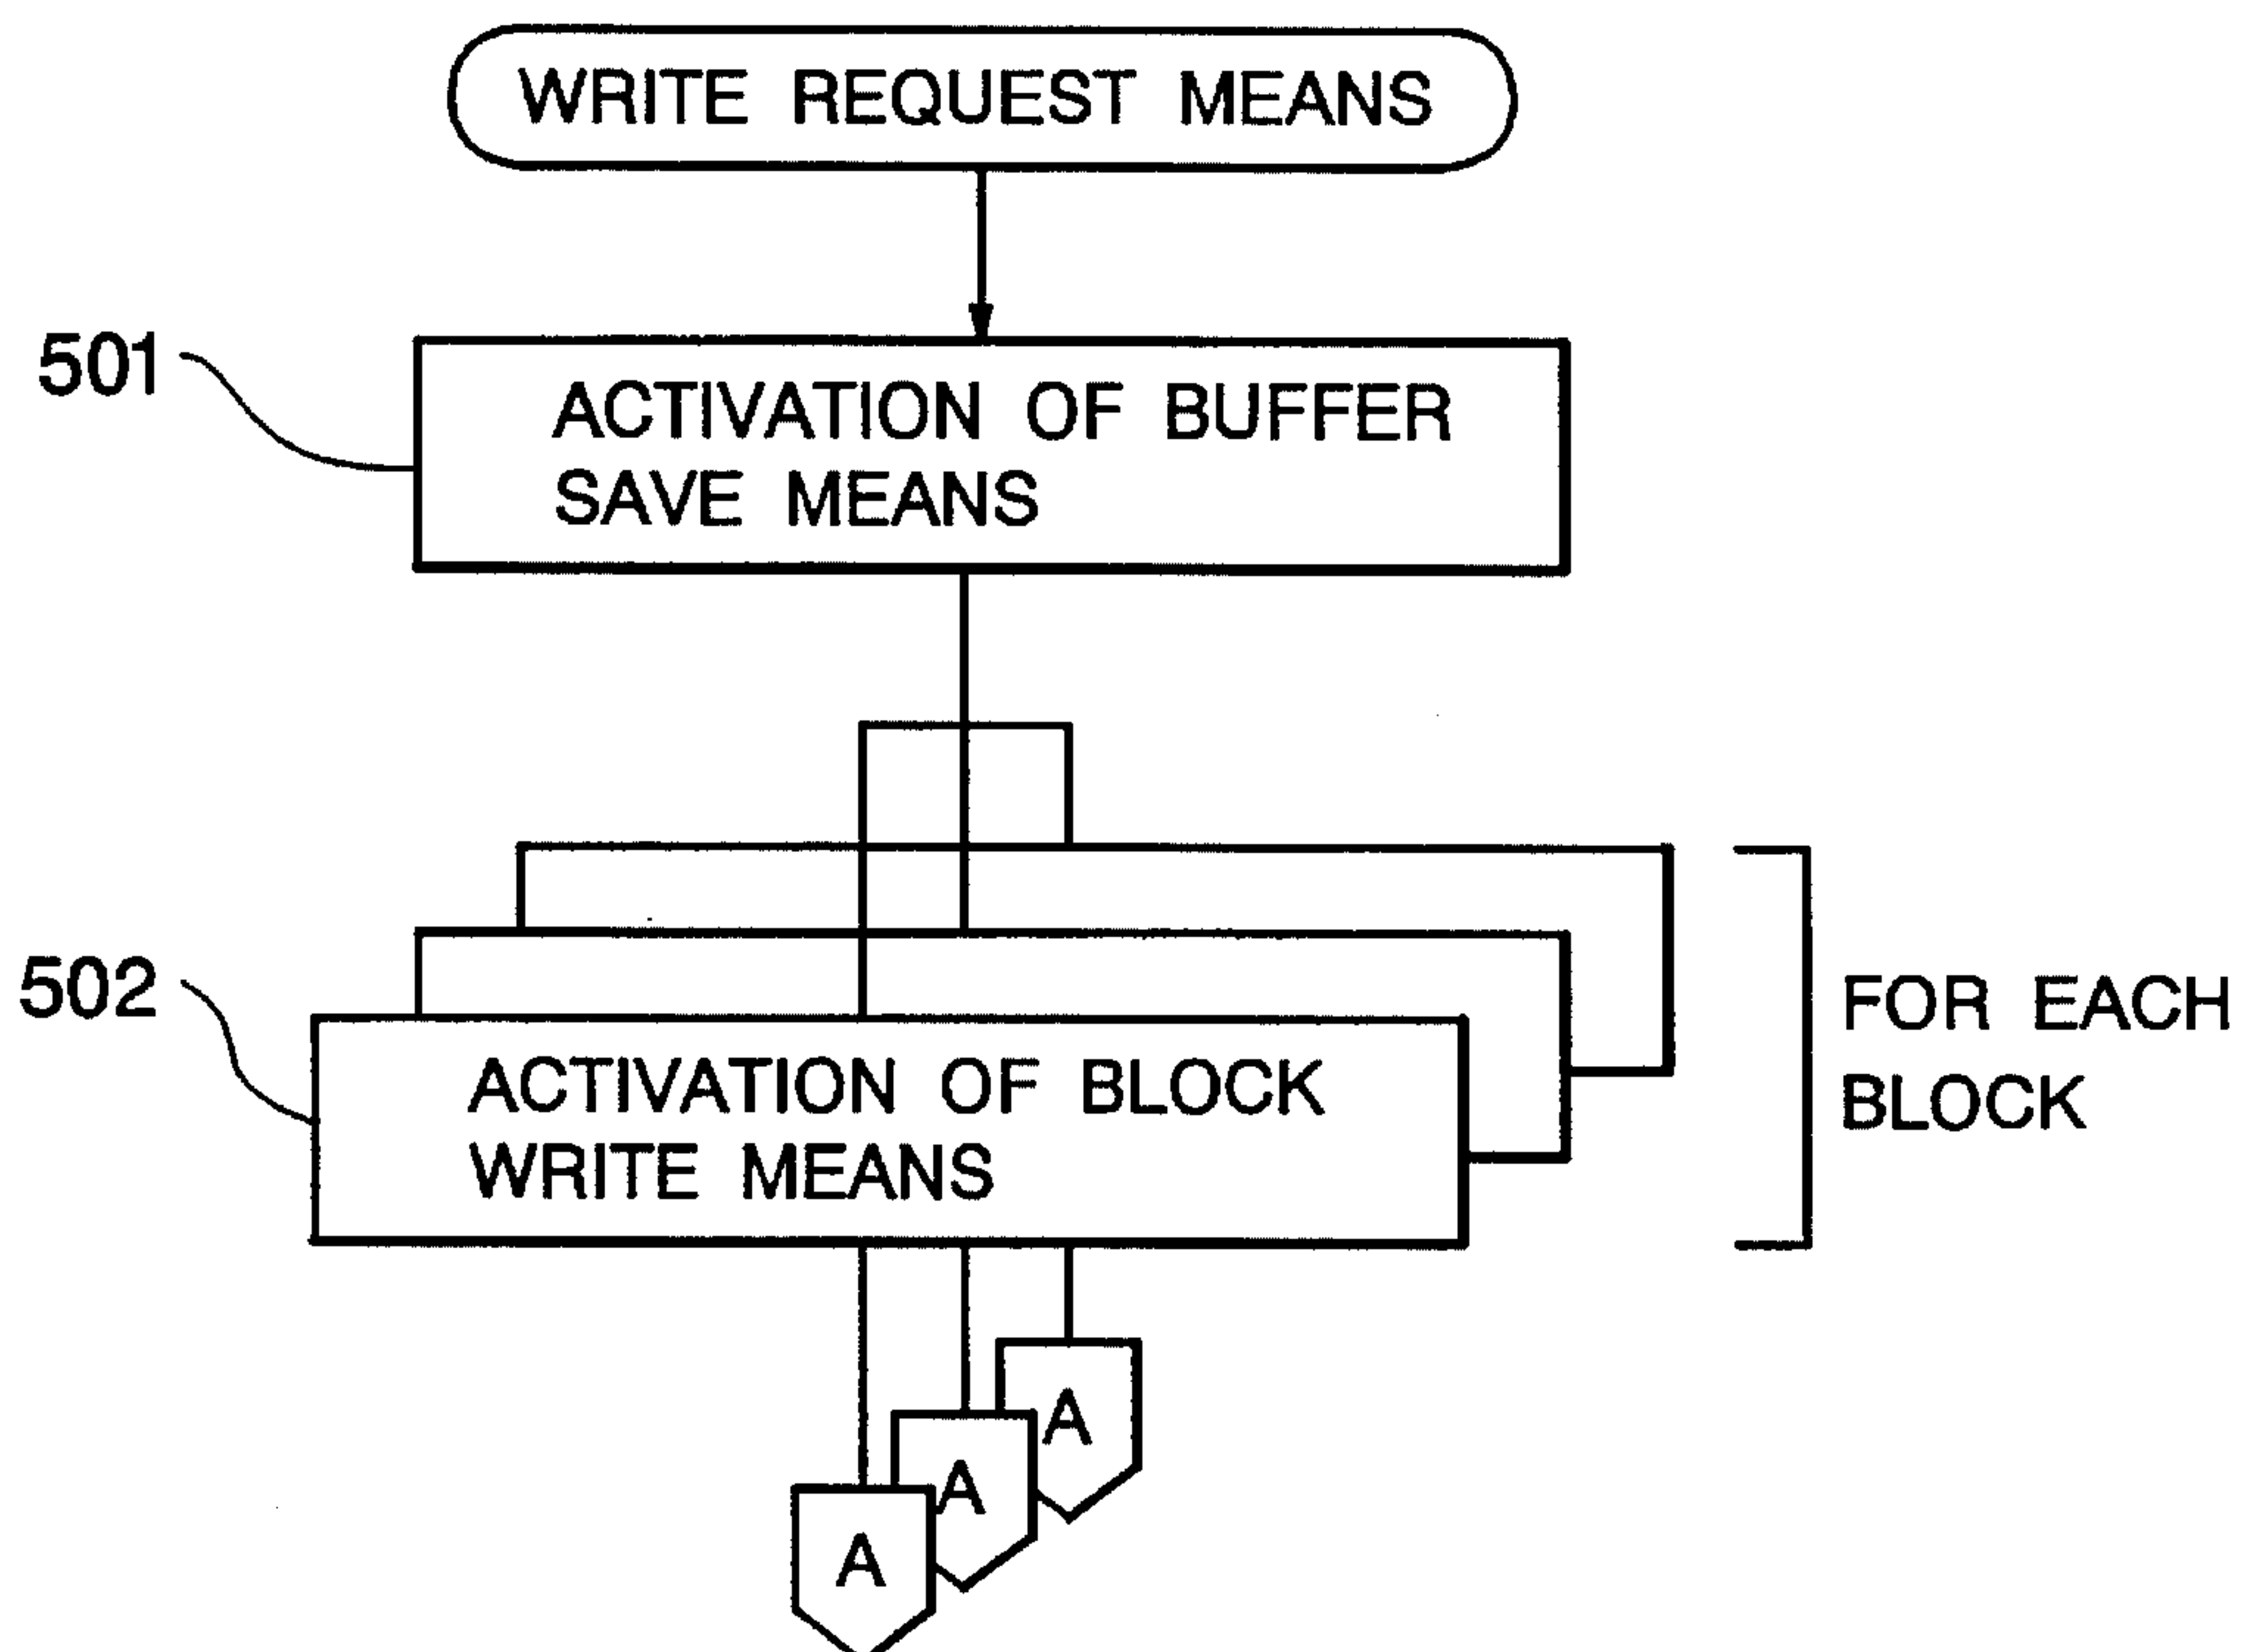 WRITE REQUEST MEANS
501
ACTIVATION OF BUFFER
SAVE MEANS
502
ACTIVATION OF BLOCK
WRITE MEANS
FOR EACH
BLOCK
A
A
A